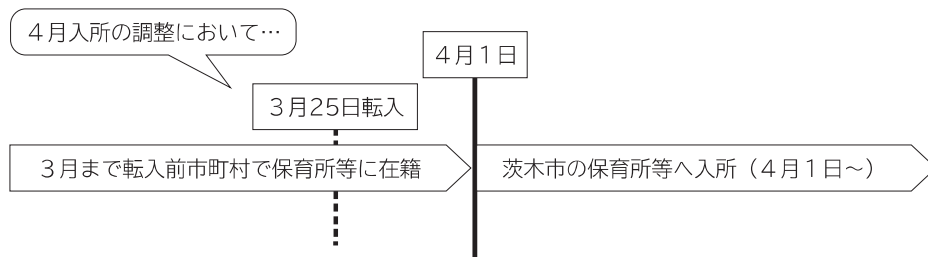 ４月入所の調整において…
４月１日
３月25日転入
３月まで転入前市町村で保育所等に在籍
茨木市の保育所等へ入所（４月１日～）